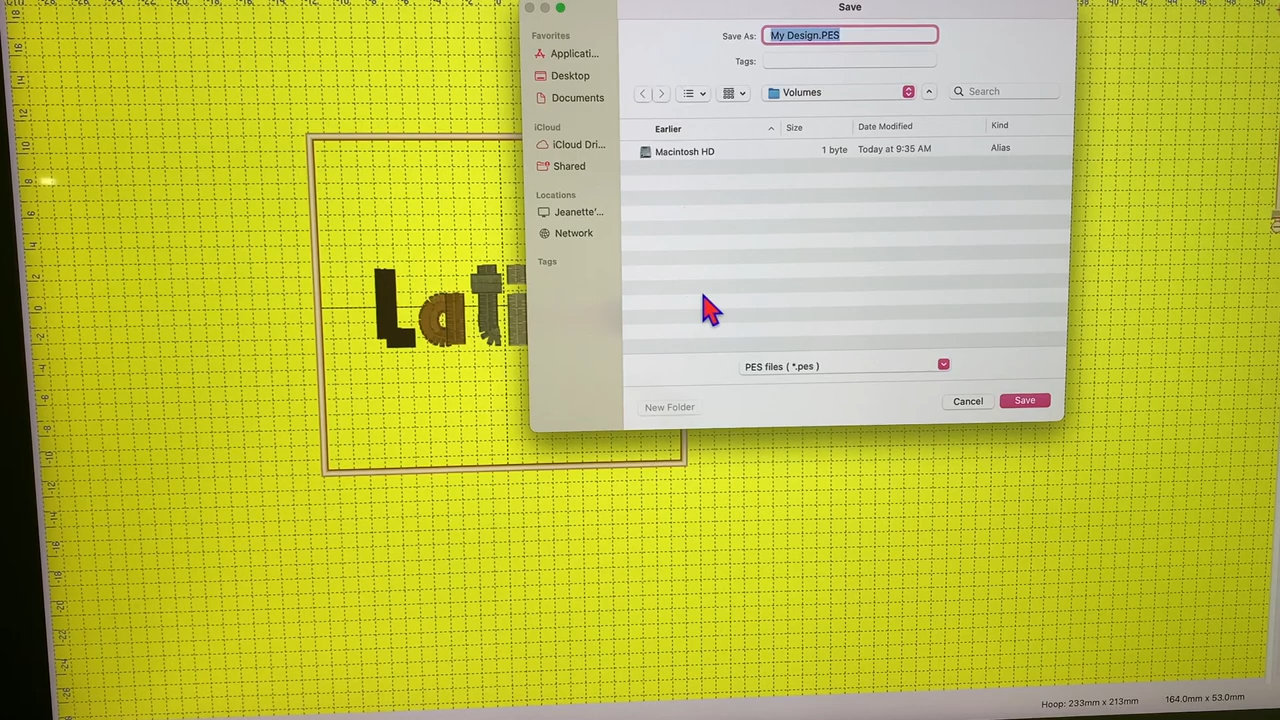 Save
Favorites
Save As: My Design.PES
Applicati...
Tags:
Desktop
Volumes
Search
Documents
Earlier Size Date Modified Kind
iCloud
iCloud Dri...
Macintosh HD 1 byte Today at 9:35 AM Alias
Shared
Locations
Jeanette'...
Network
Tags
Lati
PES files ( *.pes )
New Folder Cancel Save
Hoop: 233mm x 213mm 164.0mm x 53.0mm